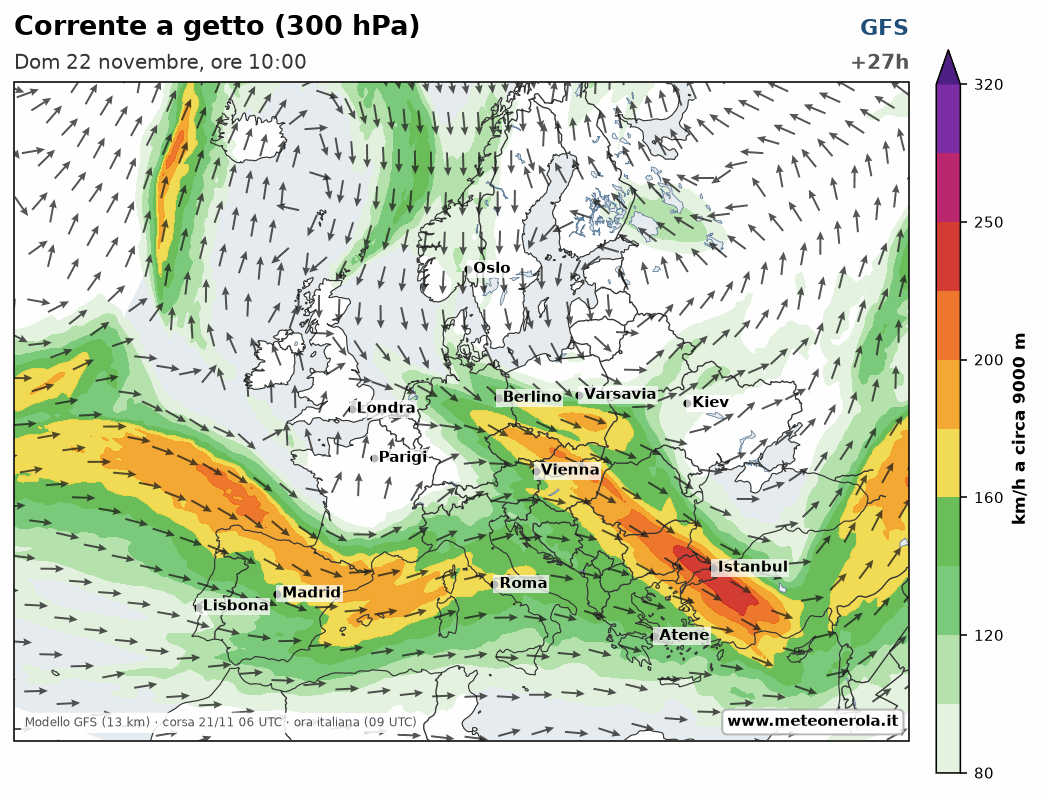 Corrente a getto (300 hPa)
GFS
Dom 22 novembre, ore 10:00
+27h
320
250
200
160
120
80
km/h a circa 9000 m
Oslo
Berlino
Varsavia
Kiev
Londra
Parigi
Vienna
Istanbul
Roma
Madrid
Lisbona
Atene
Modello GFS (13 km) · corsa 21/11 06 UTC · ora italiana (09 UTC)
www.meteonerola.it